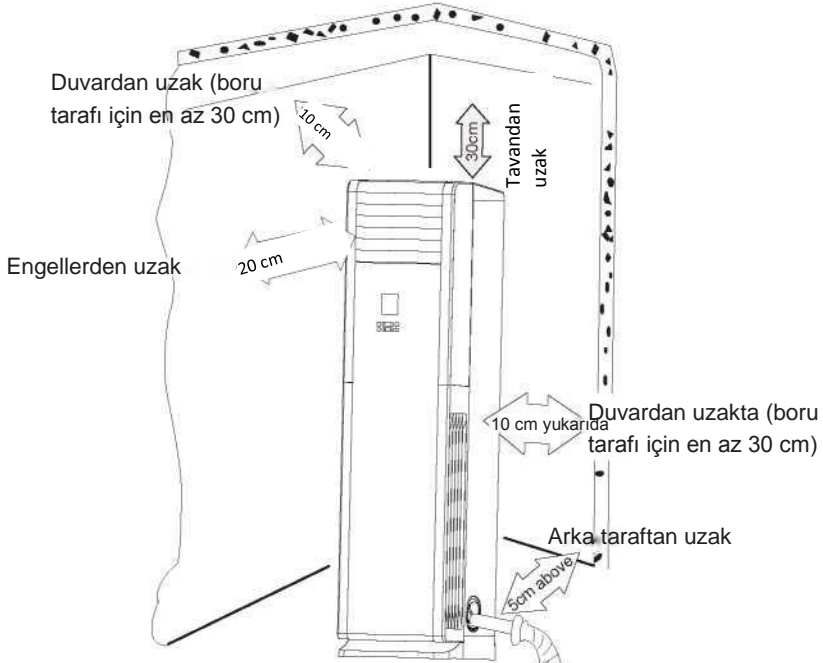 Duvardan uzak (boru
tarafı için en az 30 cm)
10 cm
30cm
Tavandan
uzak
Engellerden uzak
20 cm
10 cm yukarıda
Duvardan uzakta (boru
tarafı için en az 30 cm)
Arka taraftan uzak
5cm above